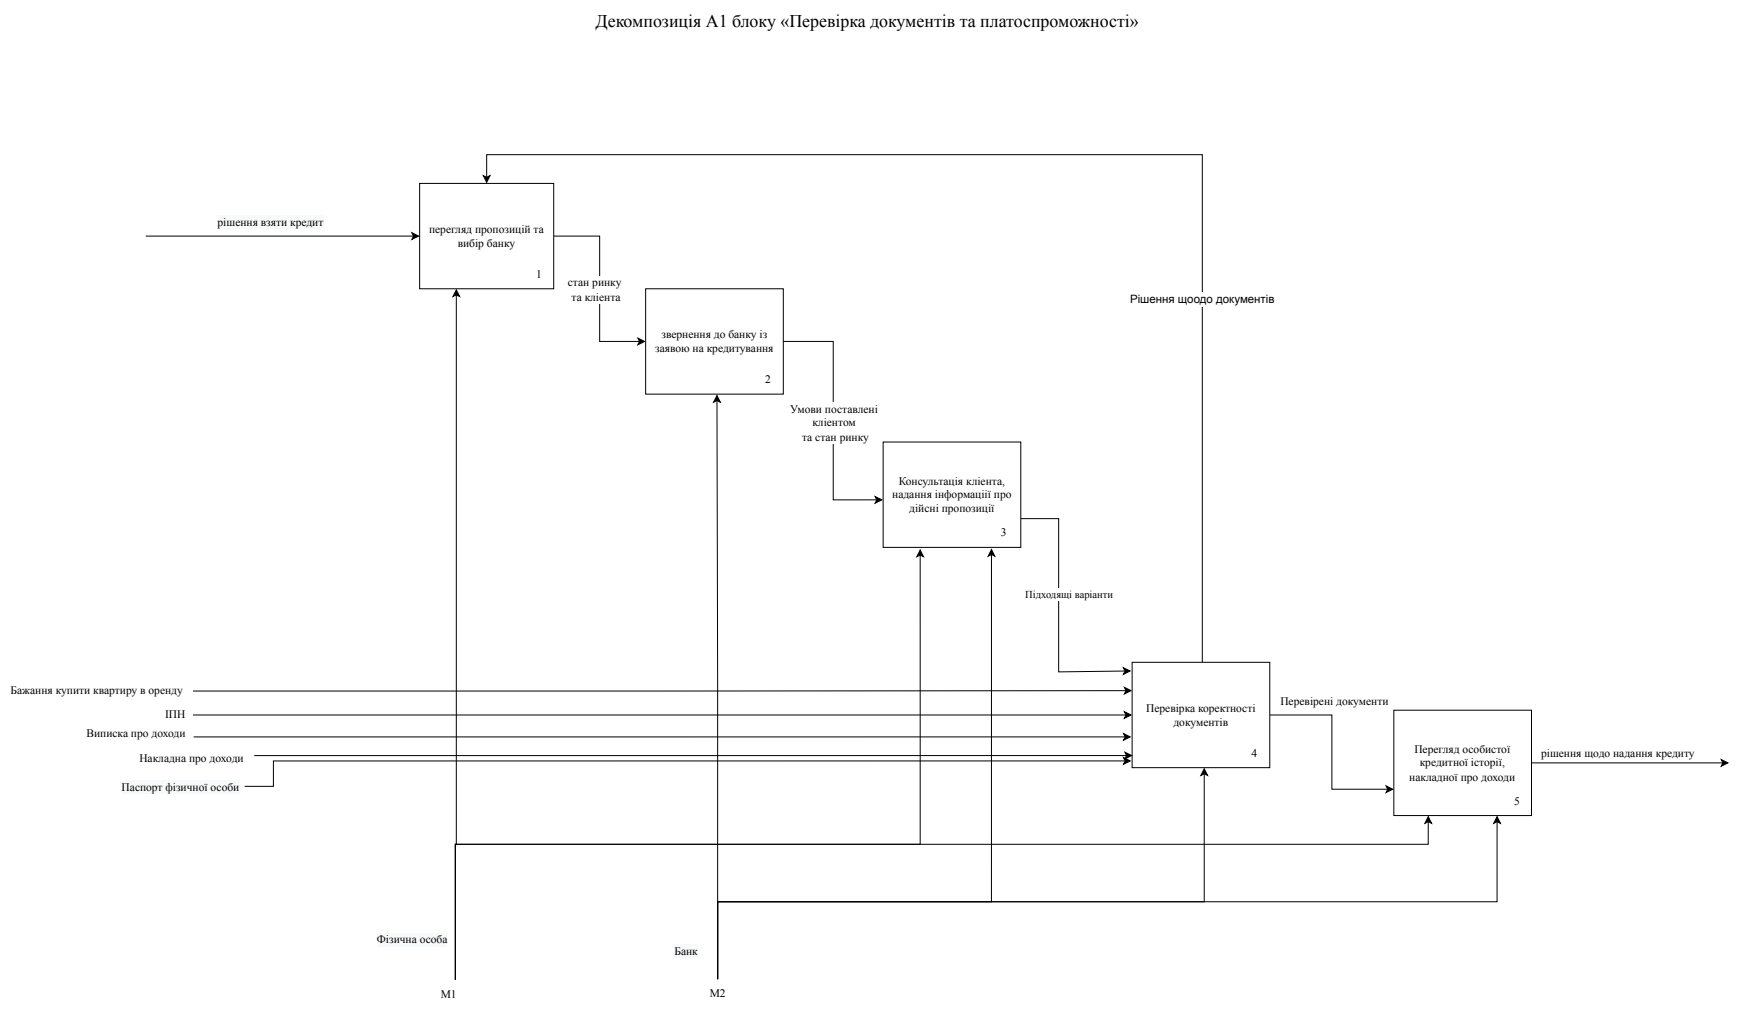 Декомпозиція А1 блоку «Перевірка документів та платоспроможності»
рішення взяти кредит
перегляд пропозицій та
вибір банку
1
стан ринку
та клієнта
звернення до банку із
заявою на кредитування
2
Рішення щоодо документів
Умови поставлені
клієнтом
та стан ринку
Консультація клієнта,
надання інформаціїї про
дійсні пропозиції
3
Підходящі варіанти
Бажання купити квартиру в оренду
ІПН
Виписка про доходи
Накладна про доходи
Паспорт фізичної особи
Перевірка коректності
документів
4
Перевірені документи
Перегляд особистої
кредитної історії,
накладної про доходи
5
рішення щодо надання кредиту
Фізична особа
Банк
М1
М2